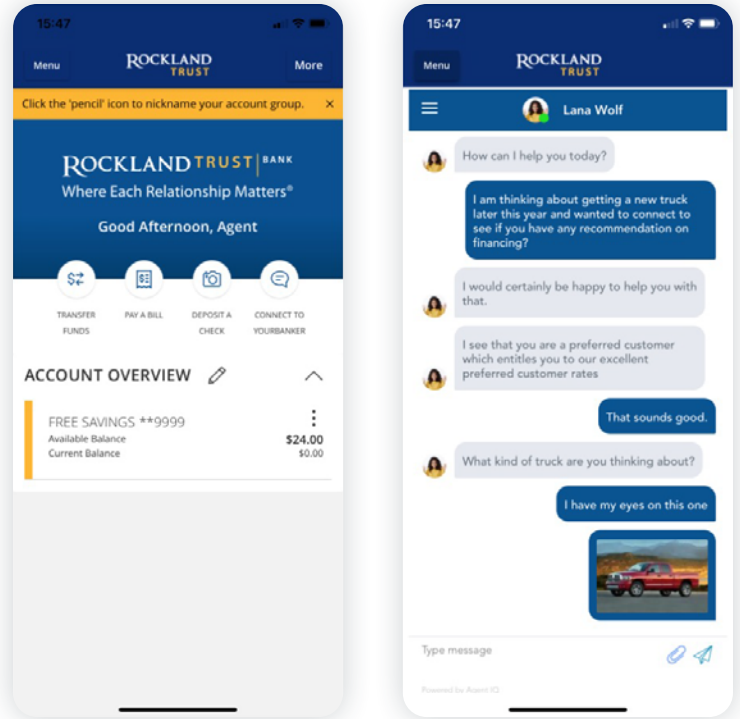 15:47
Menu
ROCKLAND
TRUST
More
Click the 'pencil' icon to nickname your account group. ×
ROCKLAND TRUST | BANK
Where Each Relationship Matters®
Good Afternoon, Agent
TRANSFER
FUNDS
PAY A BILL
DEPOSIT A
CHECK
CONNECT TO
YOURBANKER
ACCOUNT OVERVIEW
FREE SAVINGS **9999
Available Balance
$24.00
Current Balance
$0.00
15:47
Menu
ROCKLAND
TRUST
Lana Wolf
How can I help you today?
I am thinking about getting a new truck
later this year and wanted to connect to
see if you have any recommendation on
financing?
I would certainly be happy to help you with
that.
I see that you are a preferred customer
which entitles you to our excellent
preferred customer rates
That sounds good.
What kind of truck are you thinking about?
I have my eyes on this one
Type message
Powered by Agent IQ